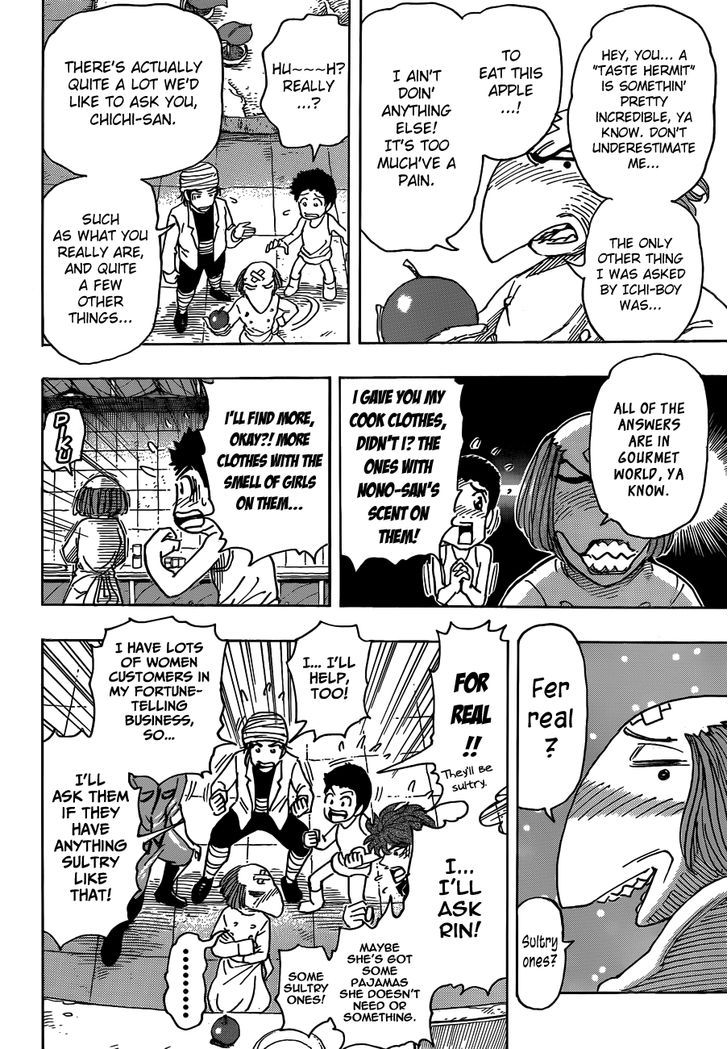 HEY, YOU... A
"TASTE HERMIT"
IS SOMETHIN'
PRETTY
INCREDIBLE, YA
KNOW. DON'T
UNDERESTIMATE
ME...
THE ONLY
OTHER THING
I WAS ASKED
BY ICHI-BOY
WAS...
TO
EAT THIS
APPLE
...!
I AIN'T
DOIN'
ANYTHING
ELSE!
IT'S TOO
MUCH'VE A
PAIN.
HU~~~H?
REALLY
...?
THERE'S ACTUALLY
QUITE A LOT WE'D
LIKE TO ASK YOU,
CHICHI-SAN.
SUCH
AS WHAT YOU
REALLY ARE,
AND QUITE
A FEW
OTHER
THINGS...
ALL OF THE
ANSWERS
ARE IN
GOURMET
WORLD, YA
KNOW.
I GAVE YOU MY
COOK CLOTHES,
DIDN'T I? THE
ONES WITH
NONO-SAN'S
SCENT ON
THEM!
I'LL FIND MORE,
OKAY?! MORE
CLOTHES WITH THE
SMELL OF GIRLS
ON THEM...
PIKU
Fer
real?
Sultry
ones?
FOR
REAL
!!
They'll be
sultry.
I...
I'LL
ASK
RIN!
MAYBE
SHE'S GOT
SOME
PAJAMAS
SHE DOESN'T
NEED OR
SOMETHING.
SOME
SULTRY
ONES!
I... I'LL
HELP,
TOO!
I HAVE LOTS
OF WOMEN
CUSTOMERS IN
MY FORTUNE-
TELLING
BUSINESS,
SO...
I'LL
ASK THEM
IF THEY
HAVE
ANYTHING
SULTRY
LIKE
THAT!
.........